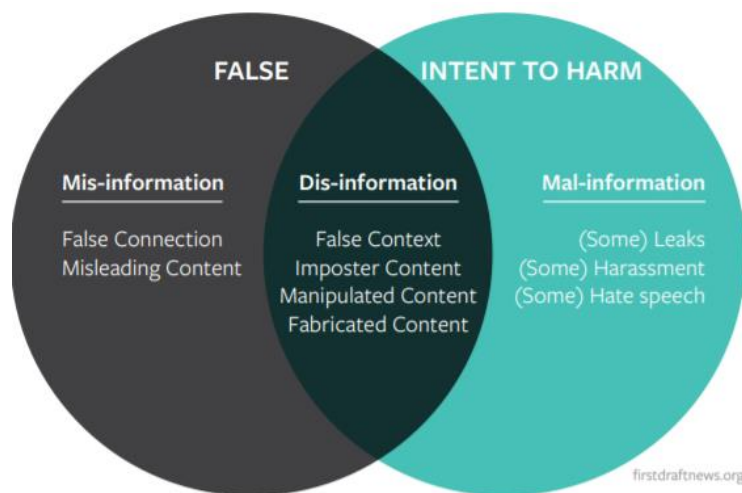 FALSE
INTENT TO HARM
Mis-information
False Connection
Misleading Content
Dis-information
False Context
Imposter Content
Manipulated Content
Fabricated Content
Mal-information
(Some) Leaks
(Some) Harassment
(Some) Hate speech
firstdraftnews.org